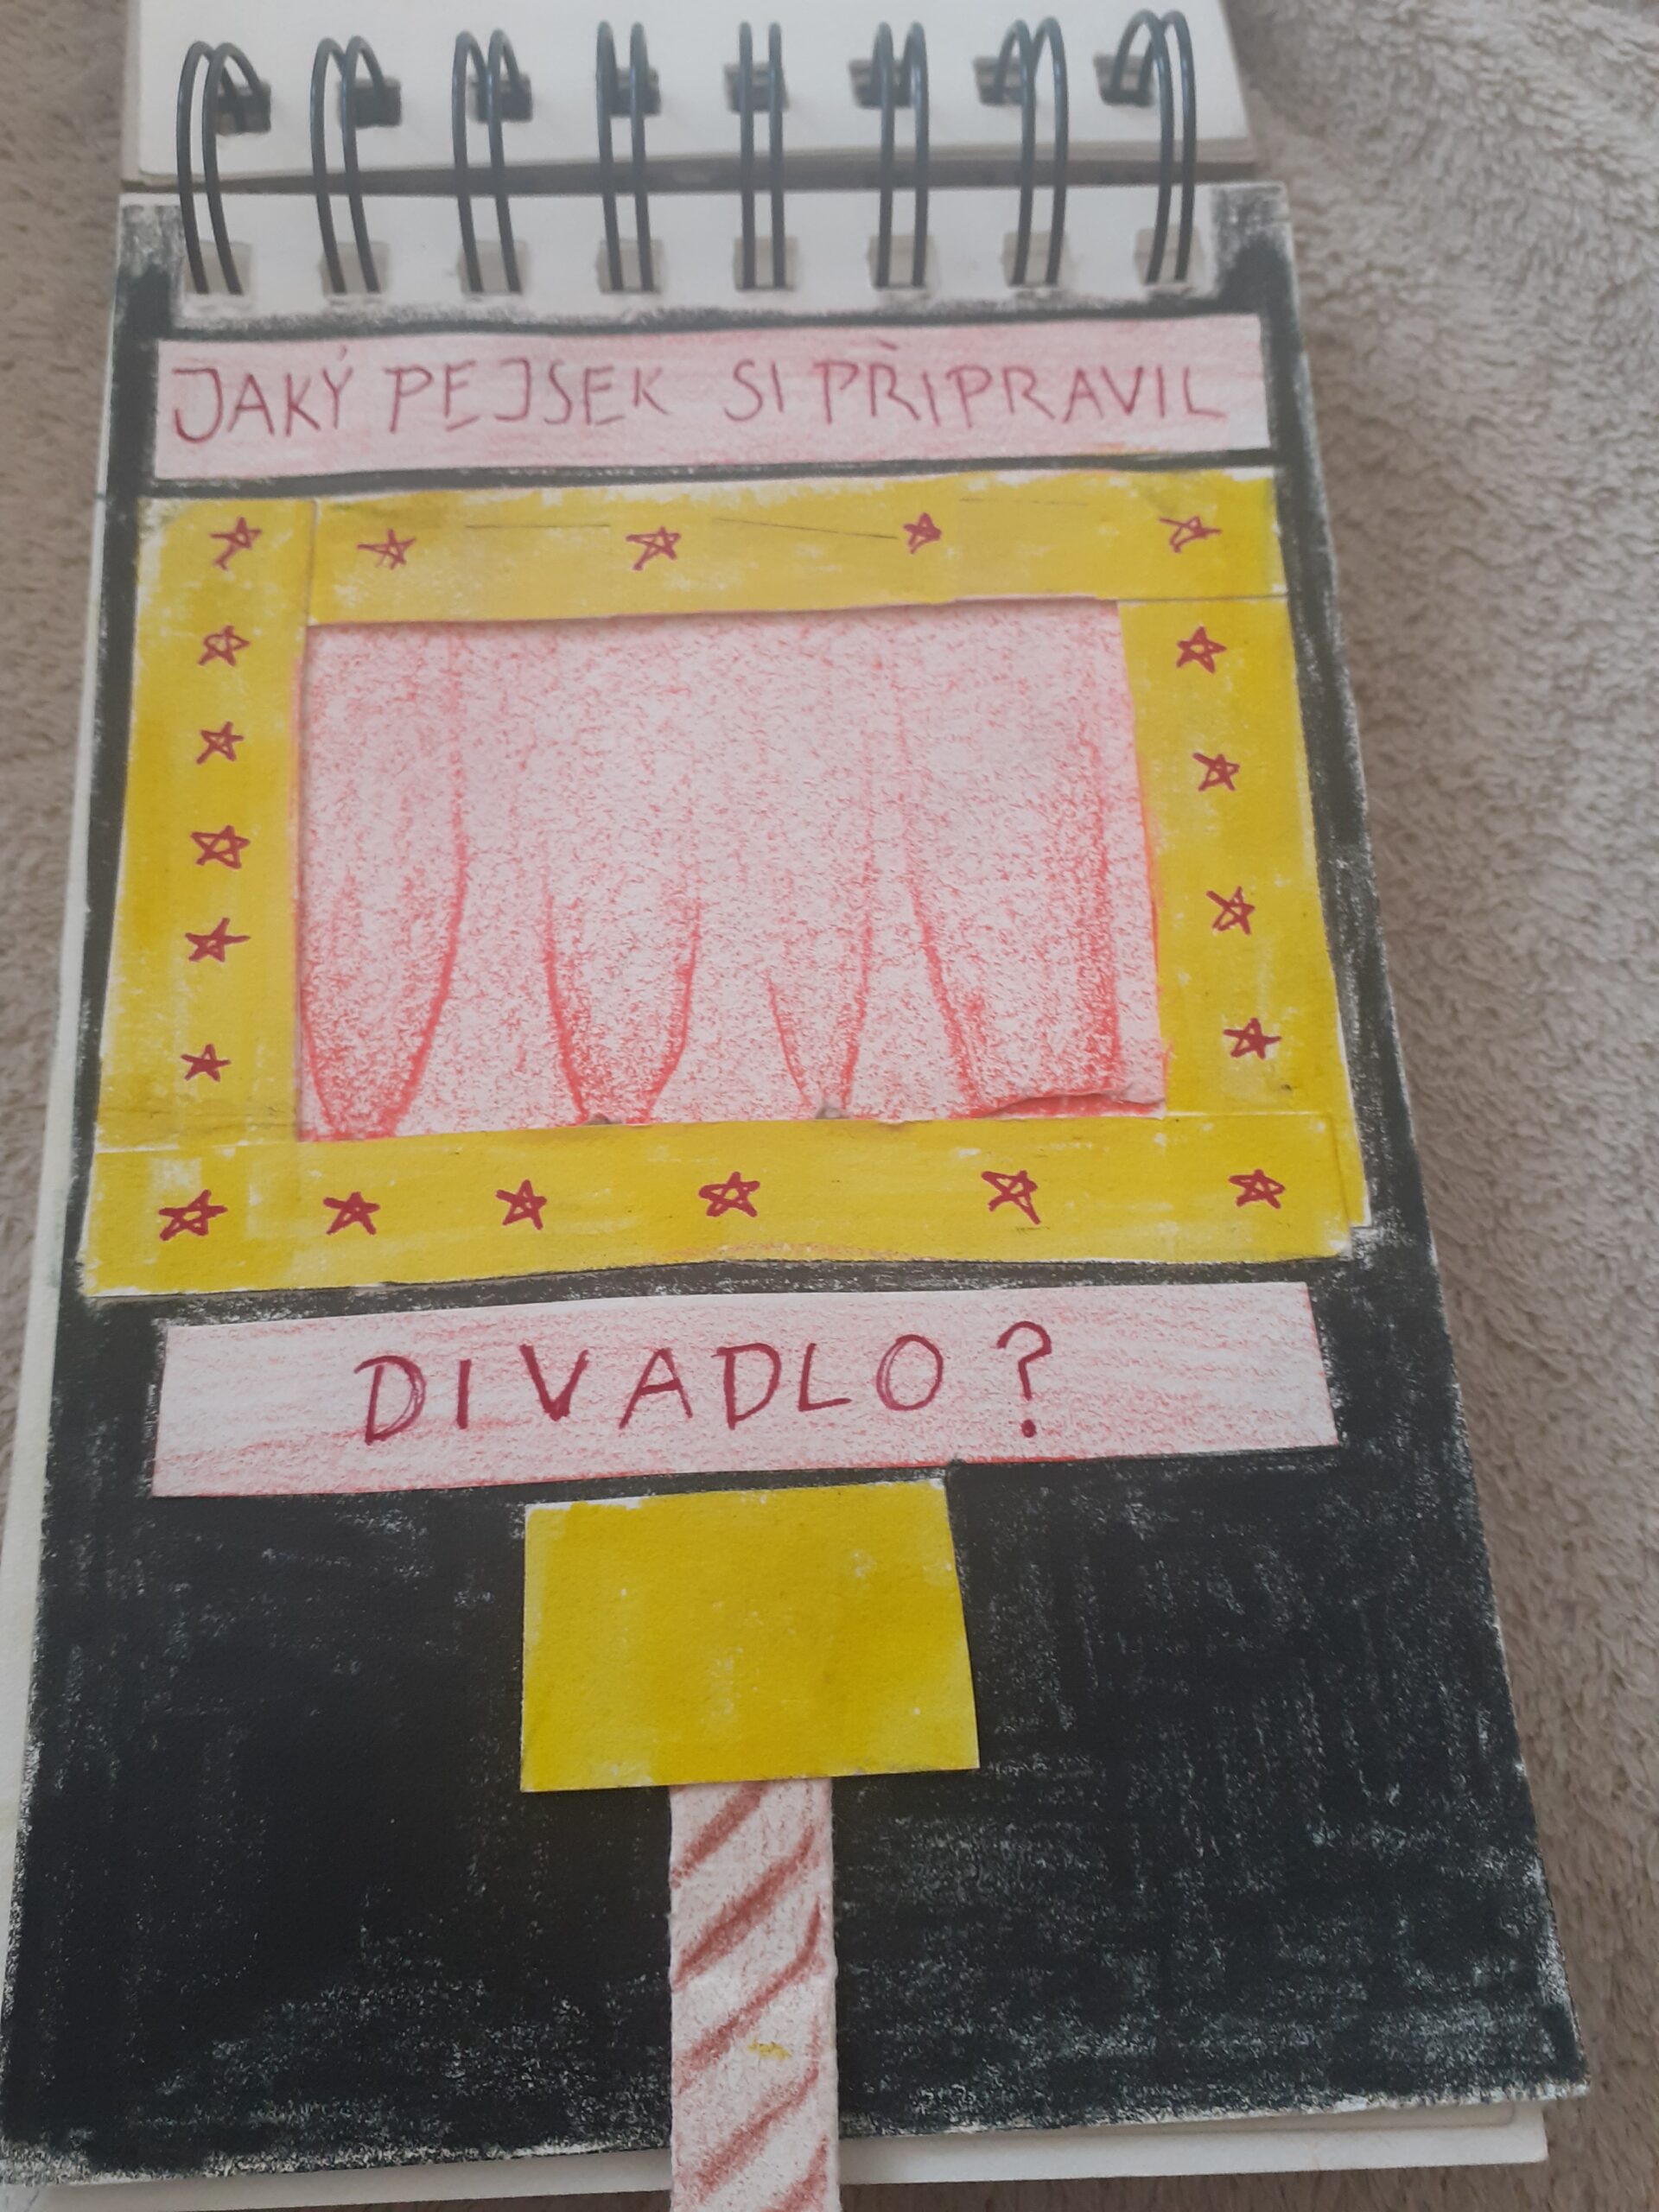 JAKÝ PEJSEK SI PŘIPRAVIL
DIVADLO?